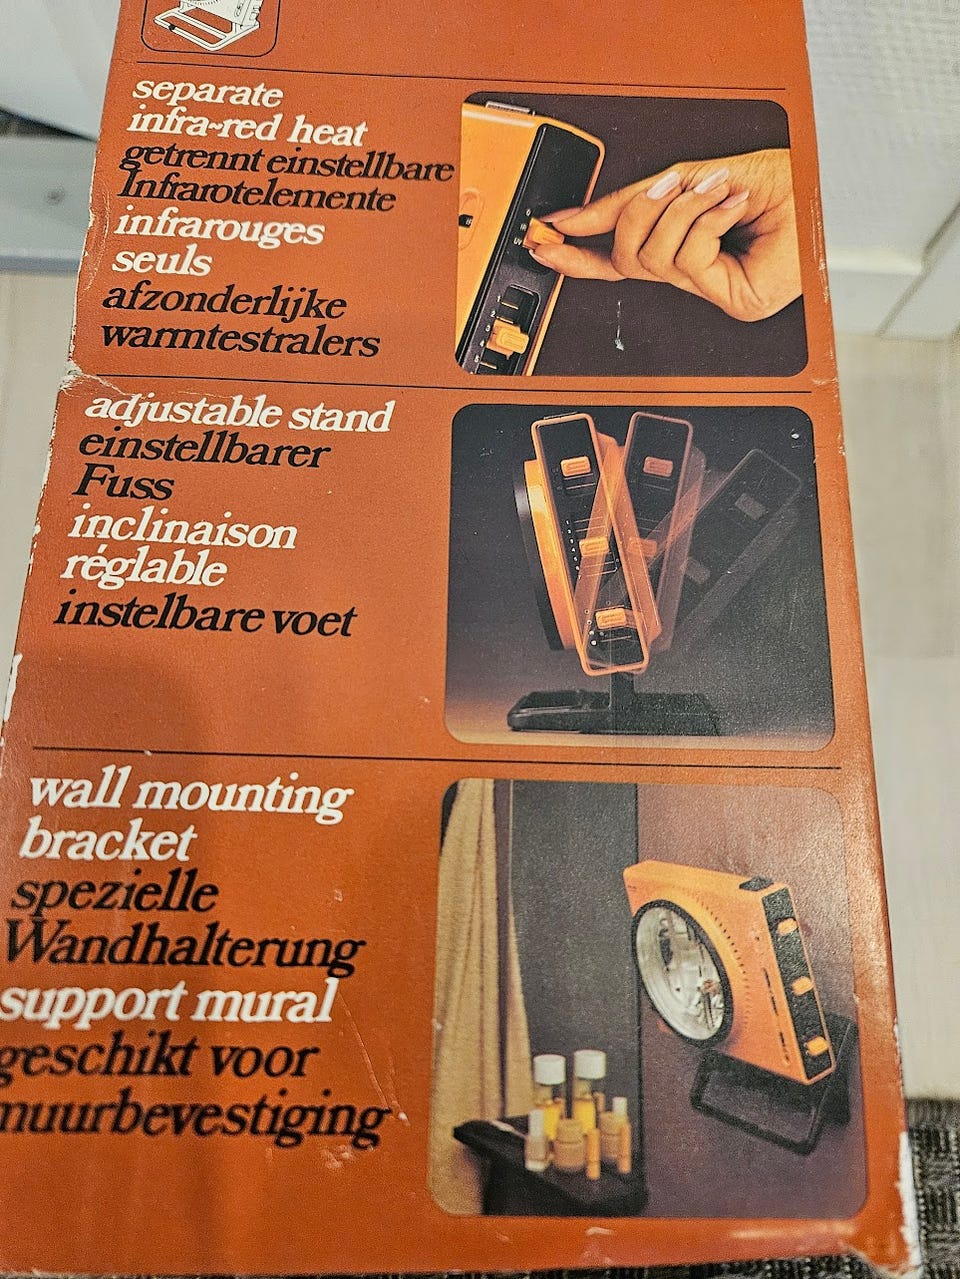 separate
infra-red heat
getrennt einstellbare
Infrarotelemente
infrarouges
seuls
afzonderlijke
warmtestralers
adjustable stand
einstellbarer
Fuss
inclinaison
réglable
instelbare voet
wall mounting
bracket
spezielle
Wandhalterung
support mural
geschikt voor
muurbevestiging